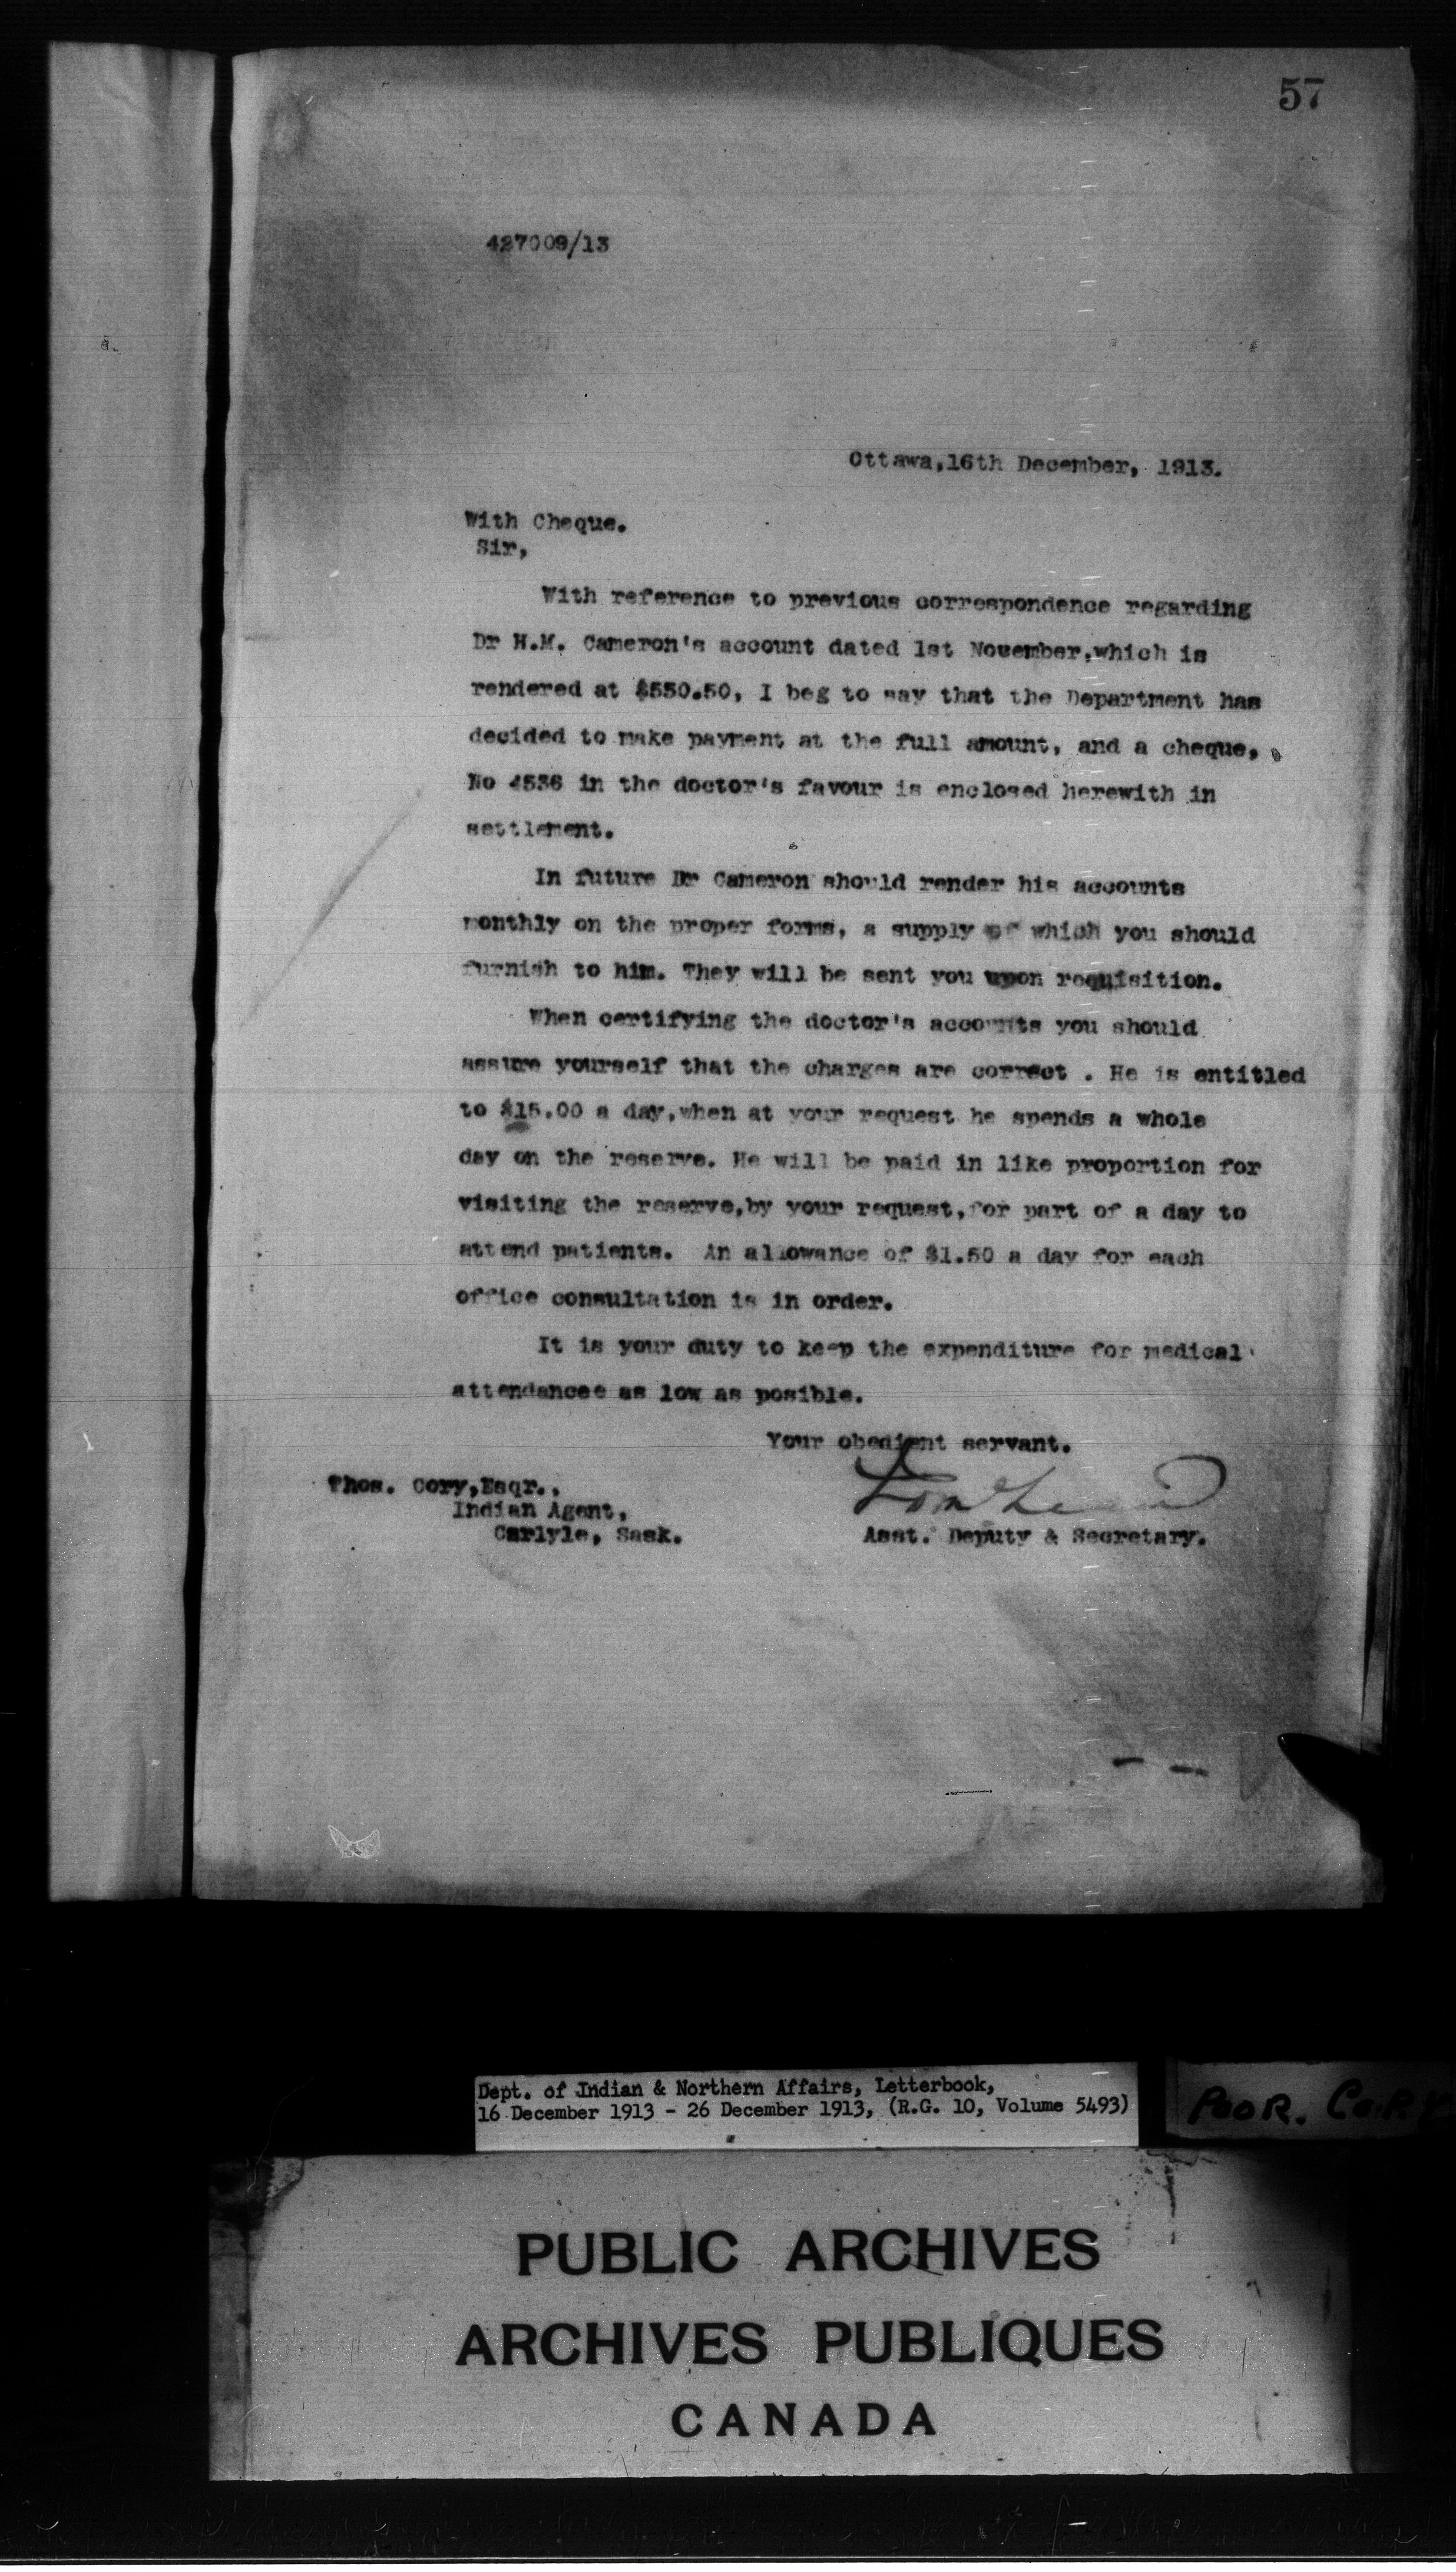 57
427009/13
Ottawa,16th December, 1913.
With Cheque.
Sir,
With reference to previous correspondence regarding
Dr H.M. Cameron's account dated 1st November,which is
rendered at $550.50, I beg to say that the Department has
decided to make payment at the full amount, and a cheque,
No 4536 in the doctor's favour is enclosed herewith in
settlement.
In future Dr Cameron should render his accounts
monthly on the proper forms, a supply of which you should
furnish to him. They will be sent you upon requisition.
When certifying the doctor's accounts you should
assure yourself that the charges are correct . He is entitled
to $15.00 a day,when at your request he spends a whole
day on the reserve. He will be paid in like proportion for
visiting the reserve,by your request,for part of a day to
attend patients. An allowance of $1.50 a day for each
office consultation is in order.
It is your duty to keep the expenditure for medical
attendancee as low as posible.
Your obedient servant.
Thos. Cory,Esqr.,
Indian Agent,
Carlyle, Sask.
Asst. Deputy & Secretary.
Dept. of Indian & Northern Affairs, Letterbook,
16 December 1913 - 26 December 1913, (R.G. 10, Volume 5493)
POOR. COPY
PUBLIC ARCHIVES
ARCHIVES PUBLIQUES
CANADA